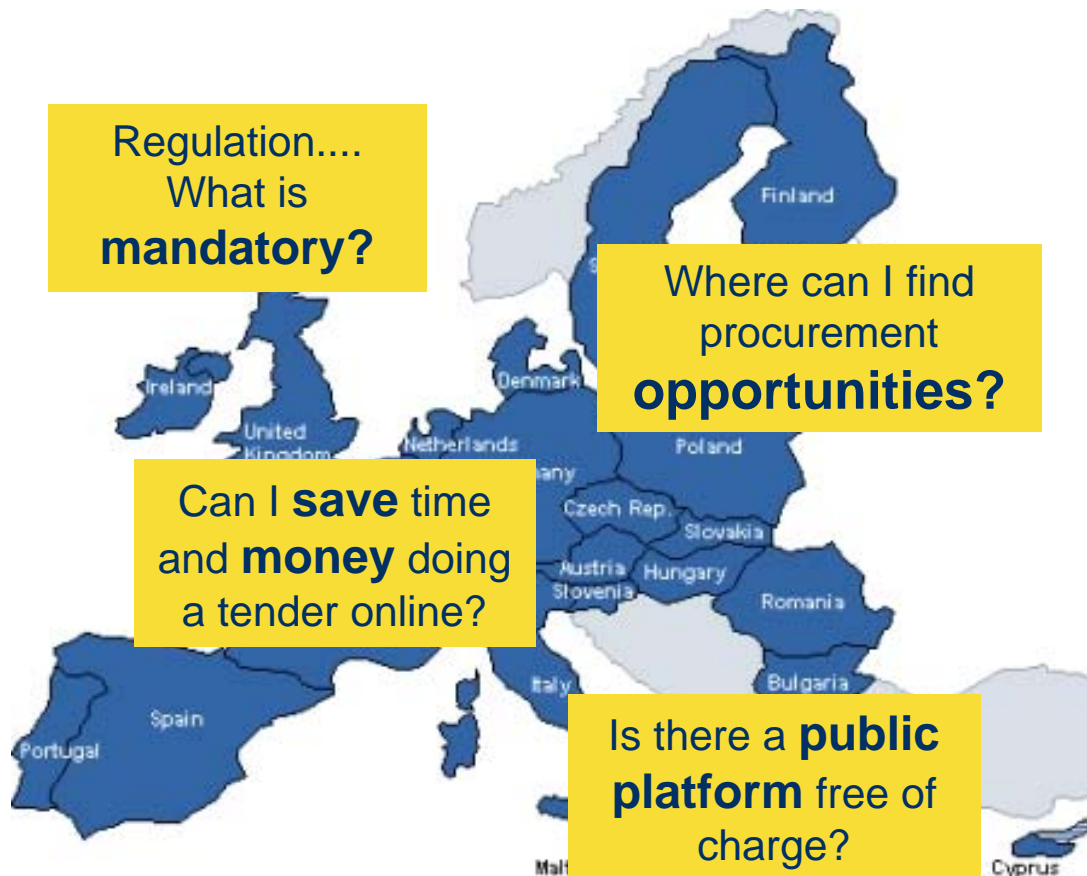 Regulation....
What is
mandatory?
Finland
Where can I find
procurement
opportunities?
Ireland
Denmark
United
Kingdom
Netherlands
Poland
Can I save time
and money doing
a tender online?
Czech Rep.
Slovakia
Austria
Hungary
Slovenia
Romania
Italy
Bulgaria
Spain
Portugal
Is there a public
platform free of
charge?
Cyprus